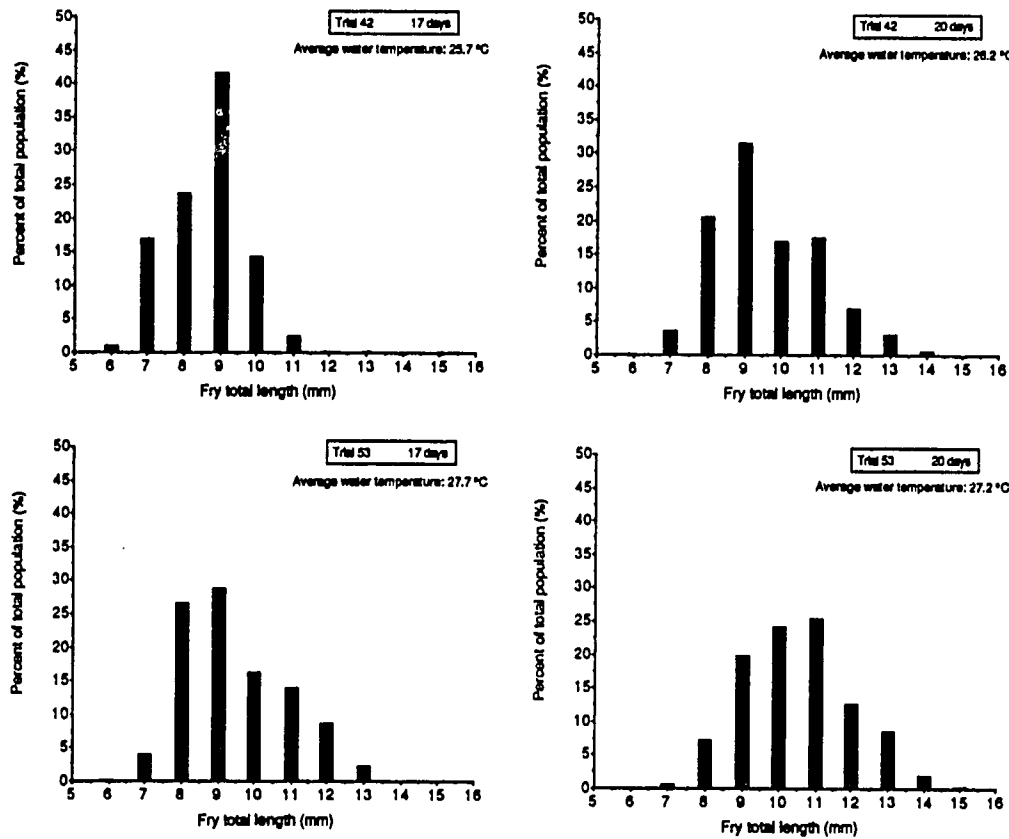 Trial 42 17 days
Average water temperature: 25.7 ºC
Percent of total population (%)
50
45
40
35
30
25
20
15
10
5
0
5 6 7 8 9 10 11 12 13 14 15 16
Fry total length (mm)
Trial 42 20 days
Average water temperature: 26.2 ºC
Percent of total population (%)
50
45
40
35
30
25
20
15
10
5
0
5 6 7 8 9 10 11 12 13 14 15 16
Fry total length (mm)
Trial 53 17 days
Average water temperature: 27.7 ºC
Percent of total population (%)
50
45
40
35
30
25
20
15
10
5
0
5 6 7 8 9 10 11 12 13 14 15 16
Fry total length (mm)
Trial 53 20 days
Average water temperature: 27.2 ºC
Percent of total population (%)
50
45
40
35
30
25
20
15
10
5
0
5 6 7 8 9 10 11 12 13 14 15 16
Fry total length (mm)